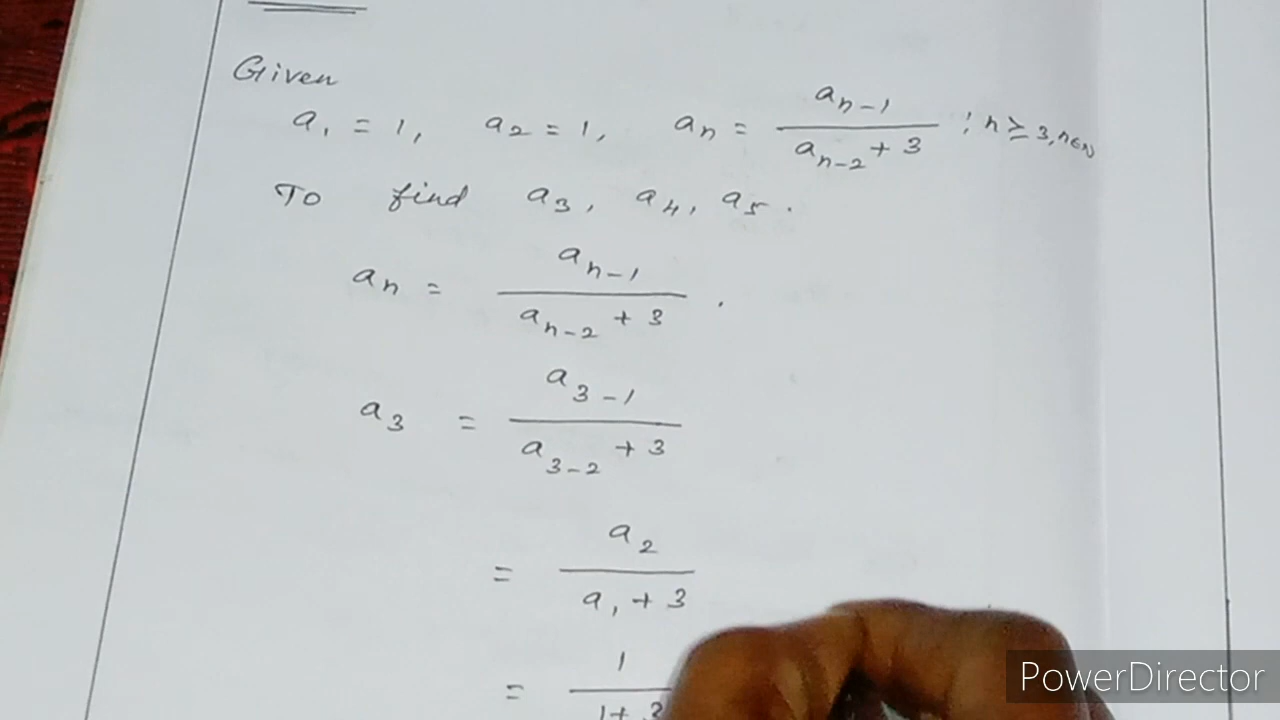 Given
a₁ = 1, a₂ = 1, aₙ = aₙ₋₁ / (aₙ₋₂ + 3) ; n ≥ 3, n∈N
To find a₃, a₄, a₅.
aₙ = aₙ₋₁ / (aₙ₋₂ + 3) .
a₃ = a₃₋₁ / (a₃₋₂ + 3)
= a₂ / (a₁ + 3)
= 1 / (1 + 3)
PowerDirector